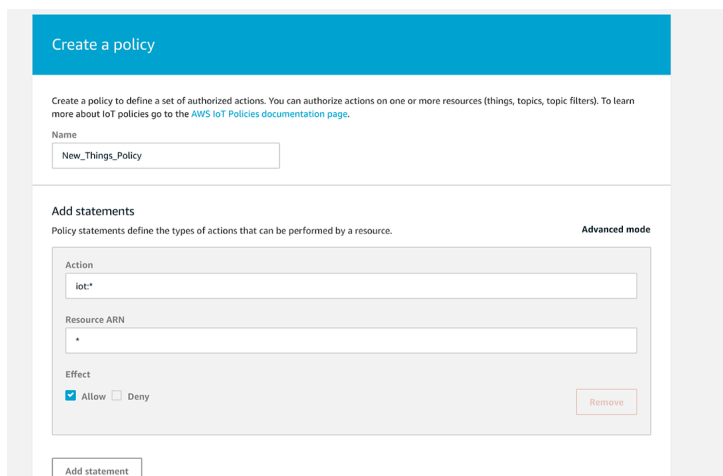 Create a policy
Create a policy to define a set of authorized actions. You can authorize actions on one or more resources (things, topics, topic filters). To learn
more about IoT policies go to the AWS IoT Policies documentation page.
Name
New_Things_Policy
Add statements
Policy statements define the types of actions that can be performed by a resource.
Advanced mode
Action
iot:*
Resource ARN
*
Effect
Allow Deny
Remove
Add statement